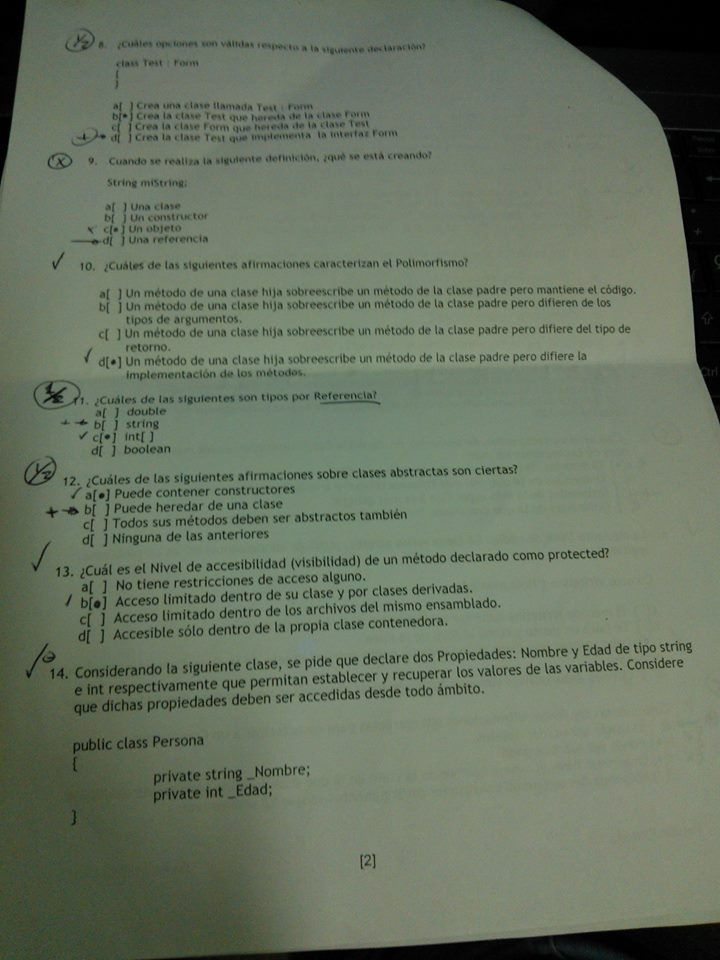 1/2 8. ¿Cuáles opciones son válidas respecto a la siguiente declaración?
class Test : Form
{
}
a[ ] Crea una clase llamada Test : Form
b[•] Crea la clase Test que hereda de la clase Form
c[ ] Crea la clase Form que hereda de la clase Test
d[ ] Crea la clase Test que implementa la interfaz Form
x 9. Cuando se realiza la siguiente definición, ¿qué se está creando?
String miString;
a[ ] Una clase
b[ ] Un constructor
x c[•] Un objeto
d[ ] Una referencia
✓ 10. ¿Cuáles de las siguientes afirmaciones caracterizan el Polimorfismo?
a[ ] Un método de una clase hija sobreescribe un método de la clase padre pero mantiene el código.
b[ ] Un método de una clase hija sobreescribe un método de la clase padre pero difieren de los
tipos de argumentos.
c[ ] Un método de una clase hija sobreescribe un método de la clase padre pero difiere del tipo de
retorno.
✓ d[•] Un método de una clase hija sobreescribe un método de la clase padre pero difiere la
implementación de los métodos.
1/2 11. ¿Cuáles de las siguientes son tipos por Referencia?
a[ ] double
b[ ] string
✓ c[•] int[ ]
d[ ] boolean
1/2 12. ¿Cuáles de las siguientes afirmaciones sobre clases abstractas son ciertas?
✓ a[•] Puede contener constructores
b[ ] Puede heredar de una clase
c[ ] Todos sus métodos deben ser abstractos también
d[ ] Ninguna de las anteriores
✓ 13. ¿Cuál es el Nivel de accesibilidad (visibilidad) de un método declarado como protected?
a[ ] No tiene restricciones de acceso alguno.
b[•] Acceso limitado dentro de su clase y por clases derivadas.
c[ ] Acceso limitado dentro de los archivos del mismo ensamblado.
d[ ] Accesible sólo dentro de la propia clase contenedora.
✓ 14. Considerando la siguiente clase, se pide que declare dos Propiedades: Nombre y Edad de tipo string
e int respectivamente que permitan establecer y recuperar los valores de las variables. Considere
que dichas propiedades deben ser accedidas desde todo ámbito.
public class Persona
{
private string _Nombre;
private int _Edad;
}
[2]